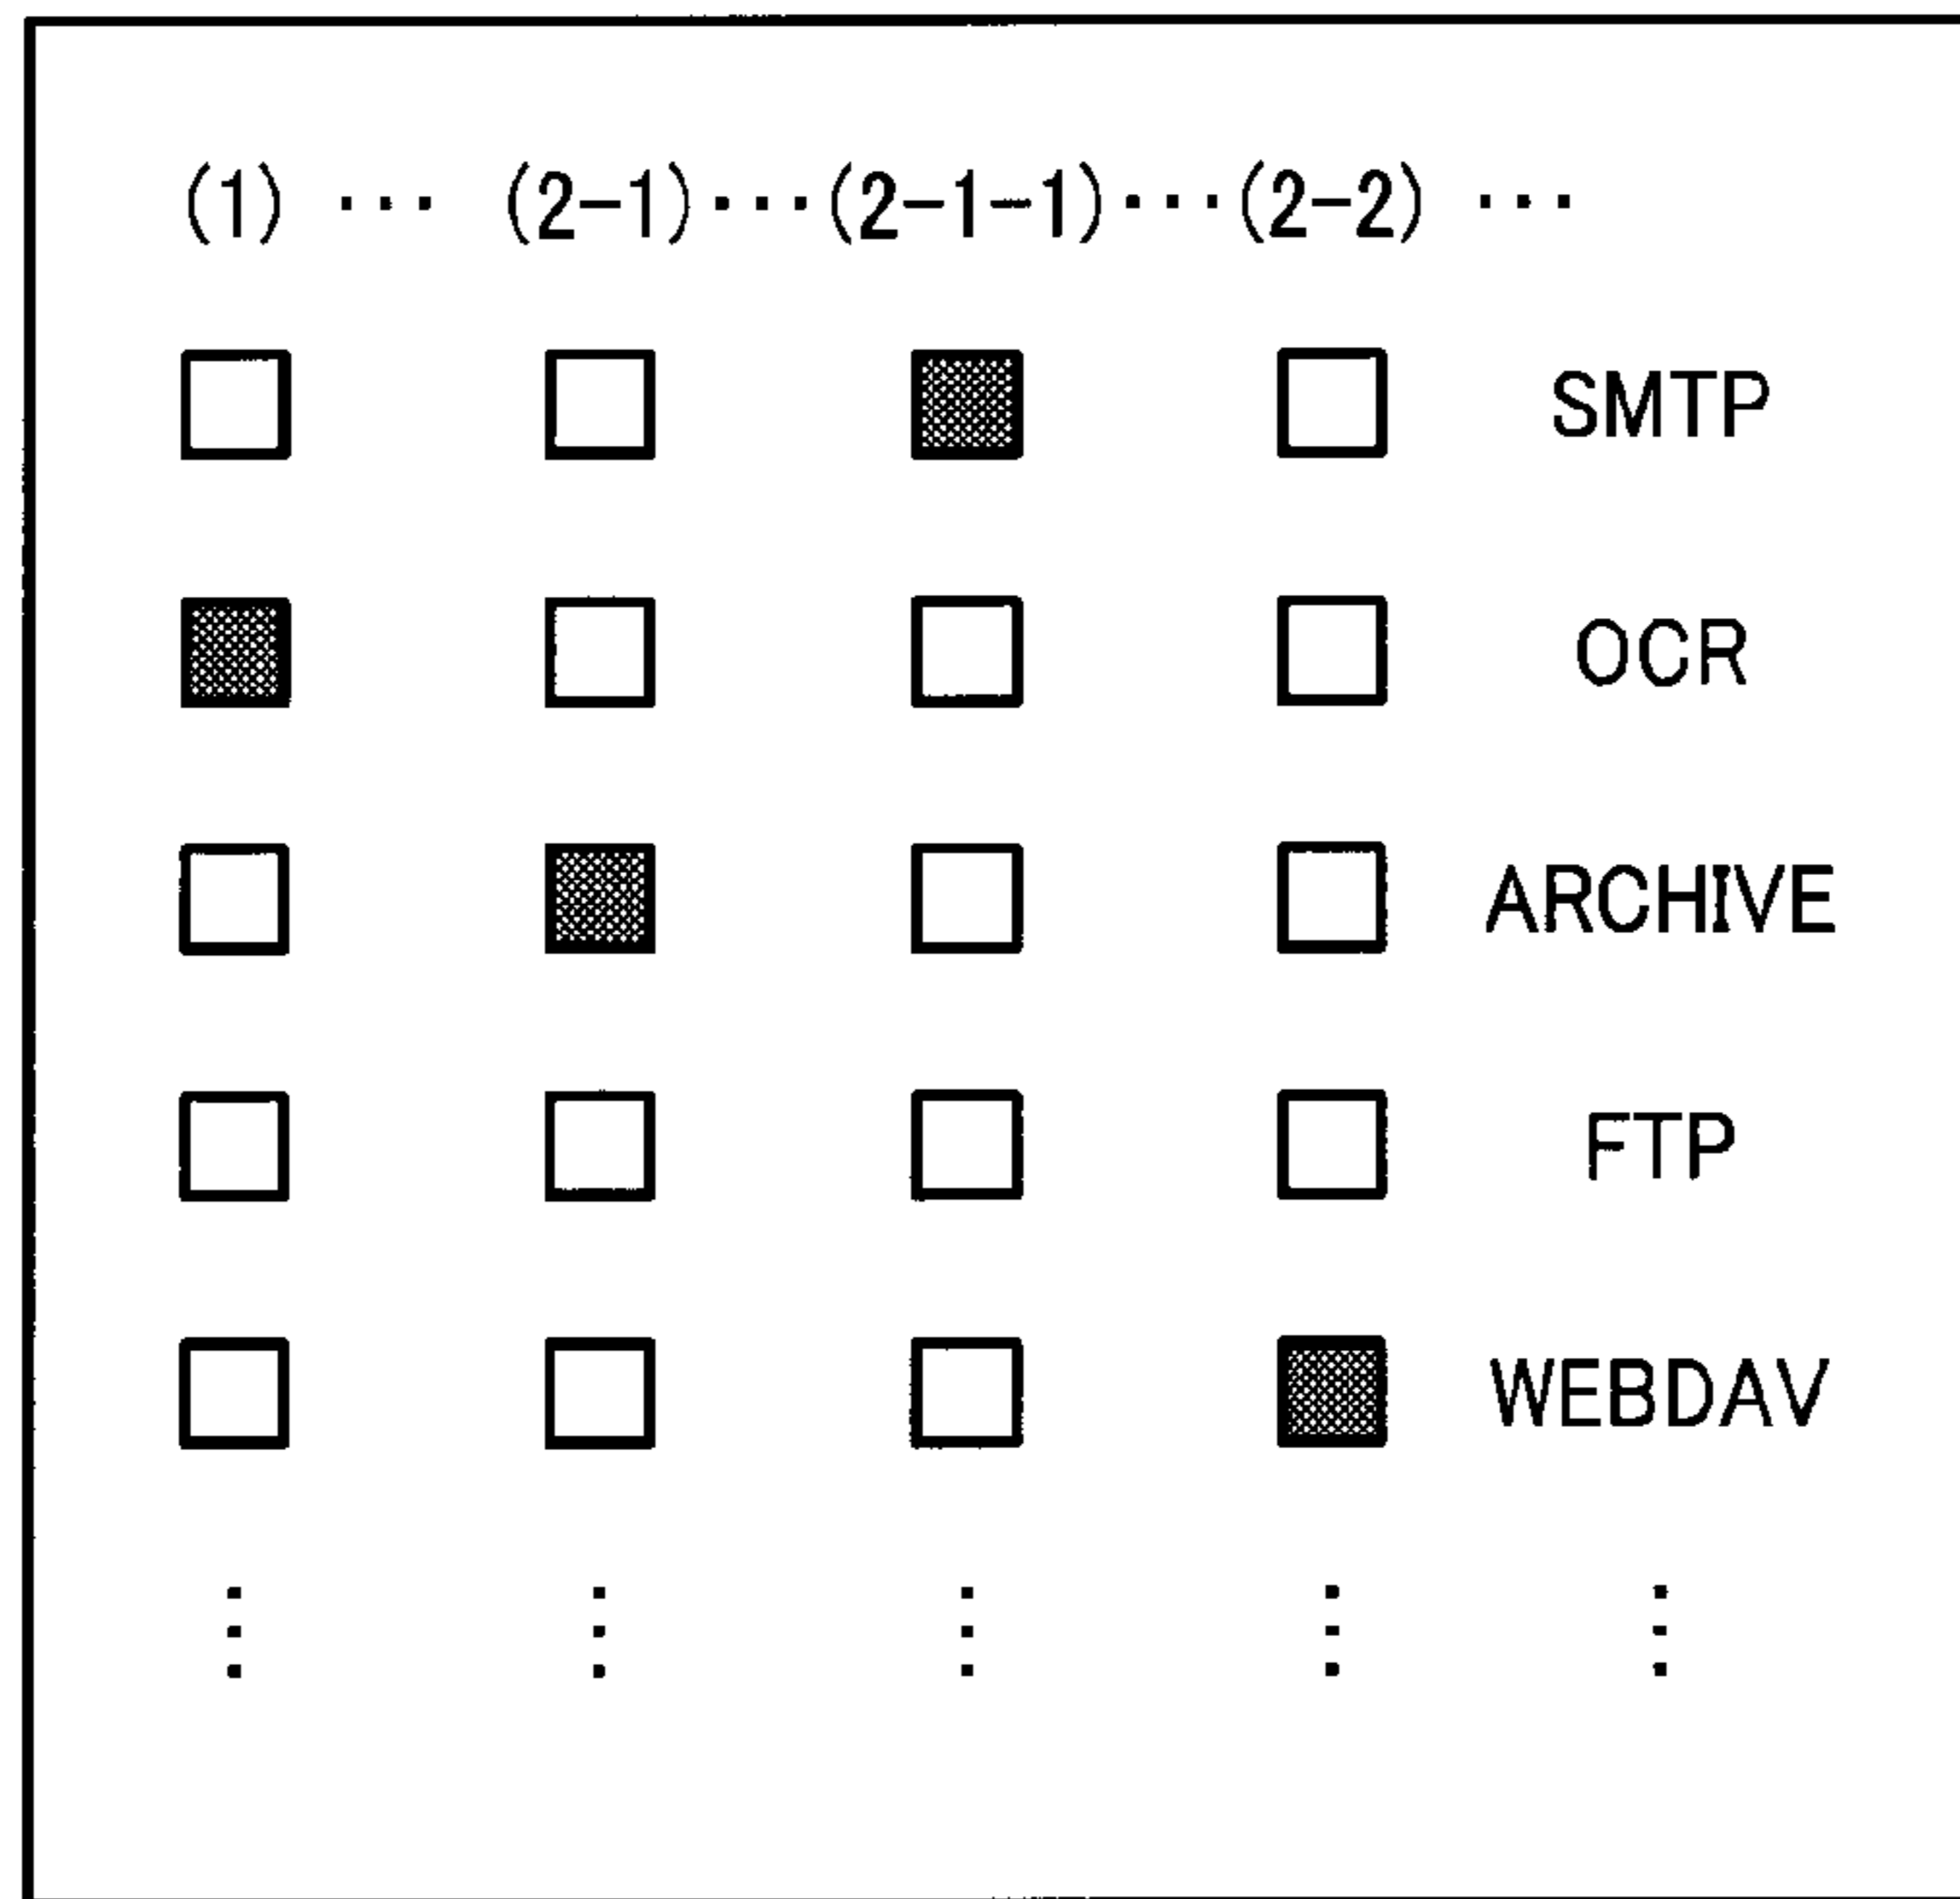 (1) ··· (2-1)···(2-1-1)···(2-2) ···
SMTP
OCR
ARCHIVE
FTP
WEBDAV